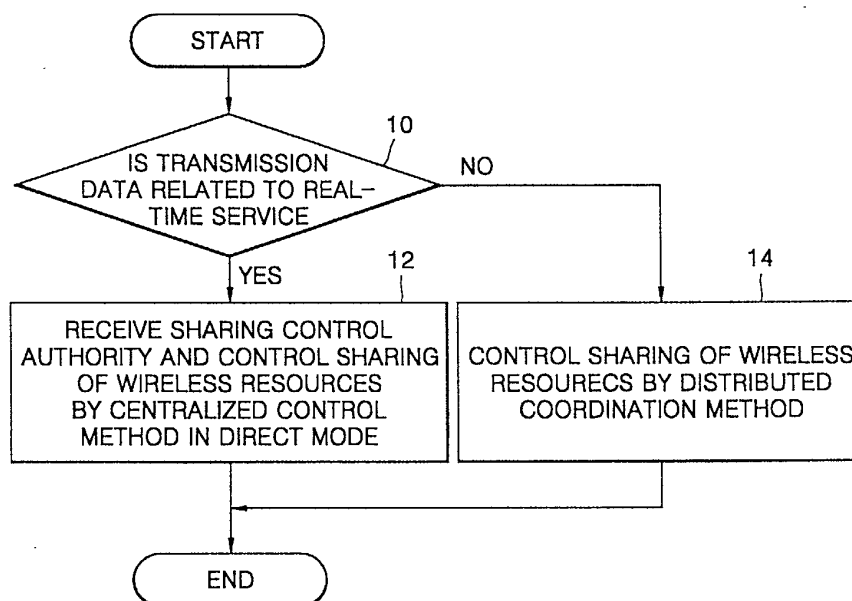 START
10
IS TRANSMISSION
DATA RELATED TO REAL-
TIME SERVICE
NO
YES
12
RECEIVE SHARING CONTROL
AUTHORITY AND CONTROL SHARING
OF WIRELESS RESOURCES
BY CENTRALIZED CONTROL
METHOD IN DIRECT MODE
14
CONTROL SHARING OF WIRELESS
RESOURECS BY DISTRIBUTED
COORDINATION METHOD
END